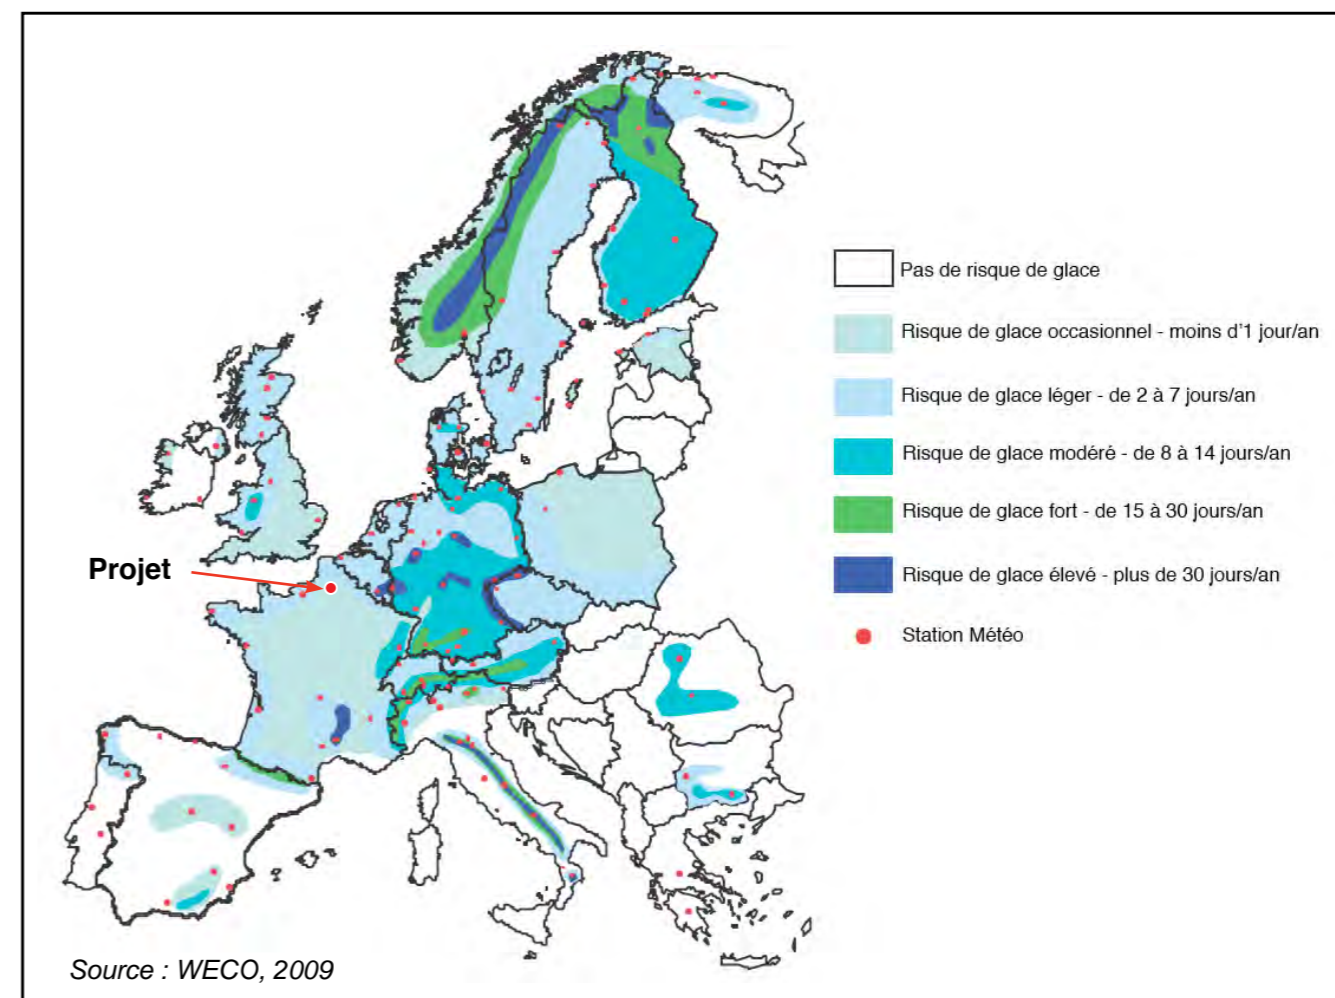 Pas de risque de glace
Risque de glace occasionnel - moins d'1 jour/an
Risque de glace léger - de 2 à 7 jours/an
Risque de glace modéré - de 8 à 14 jours/an
Risque de glace fort - de 15 à 30 jours/an
Risque de glace élevé - plus de 30 jours/an
Station Météo
Projet
Source : WECO, 2009